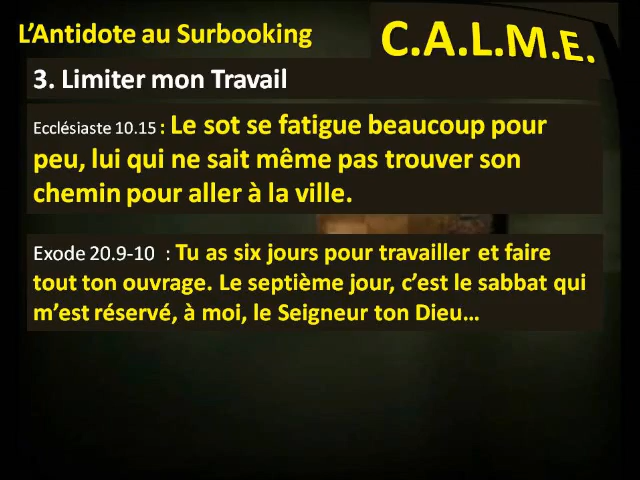 L'Antidote au Surbooking
C.A.L.M.E.
3. Limiter mon Travail
Ecclésiaste 10.15 : Le sot se fatigue beaucoup pour
peu, lui qui ne sait même pas trouver son
chemin pour aller à la ville.
Exode 20.9-10 : Tu as six jours pour travailler et faire
tout ton ouvrage. Le septième jour, c'est le sabbat qui
m'est réservé, à moi, le Seigneur ton Dieu...